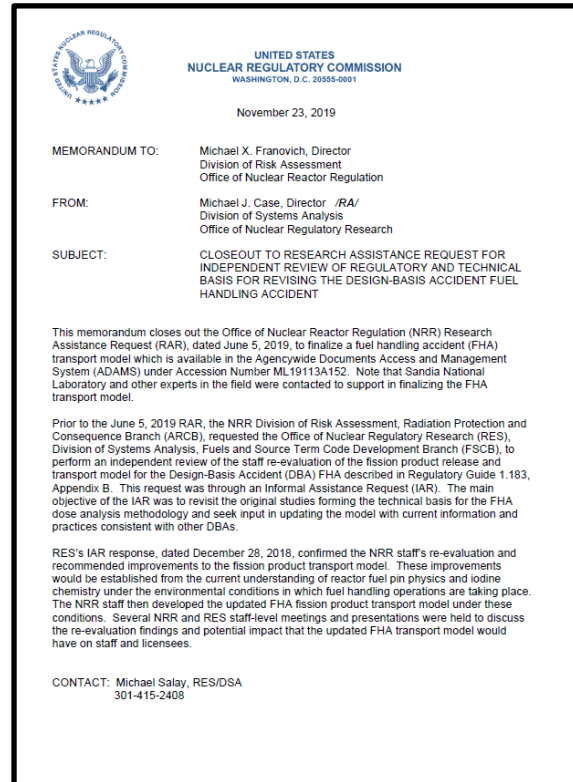 UNITED STATES NUCLEAR REGULATORY COMMISSION
UNITED STATES
NUCLEAR REGULATORY COMMISSION
WASHINGTON, D.C. 20555-0001
November 23, 2019
MEMORANDUM TO: Michael X. Franovich, Director
Division of Risk Assessment
Office of Nuclear Reactor Regulation
FROM: Michael J. Case, Director /RA/
Division of Systems Analysis
Office of Nuclear Regulatory Research
SUBJECT: CLOSEOUT TO RESEARCH ASSISTANCE REQUEST FOR
INDEPENDENT REVIEW OF REGULATORY AND TECHNICAL
BASIS FOR REVISING THE DESIGN-BASIS ACCIDENT FUEL
HANDLING ACCIDENT
This memorandum closes out the Office of Nuclear Reactor Regulation (NRR) Research
Assistance Request (RAR), dated June 5, 2019, to finalize a fuel handling accident (FHA)
transport model which is available in the Agencywide Documents Access and Management
System (ADAMS) under Accession Number ML19113A152. Note that Sandia National
Laboratory and other experts in the field were contacted to support in finalizing the FHA
transport model.
Prior to the June 5, 2019 RAR, the NRR Division of Risk Assessment, Radiation Protection and
Consequence Branch (ARCB), requested the Office of Nuclear Regulatory Research (RES),
Division of Systems Analysis, Fuels and Source Term Code Development Branch (FSCB), to
perform an independent review of the staff re-evaluation of the fission product release and
transport model for the Design-Basis Accident (DBA) FHA described in Regulatory Guide 1.183,
Appendix B. This request was through an Informal Assistance Request (IAR). The main
objective of the IAR was to revisit the original studies forming the technical basis for the FHA
dose analysis methodology and seek input in updating the model with current information and
practices consistent with other DBAs.
RES's IAR response, dated December 28, 2018, confirmed the NRR staff's re-evaluation and
recommended improvements to the fission product transport model. These improvements
would be established from the current understanding of reactor fuel pin physics and iodine
chemistry under the environmental conditions in which fuel handling operations are taking place.
The NRR staff then developed the updated FHA fission product transport model under these
conditions. Several NRR and RES staff-level meetings and presentations were held to discuss
the re-evaluation findings and potential impact that the updated FHA transport model would
have on staff and licensees.
CONTACT: Michael Salay, RES/DSA
301-415-2408